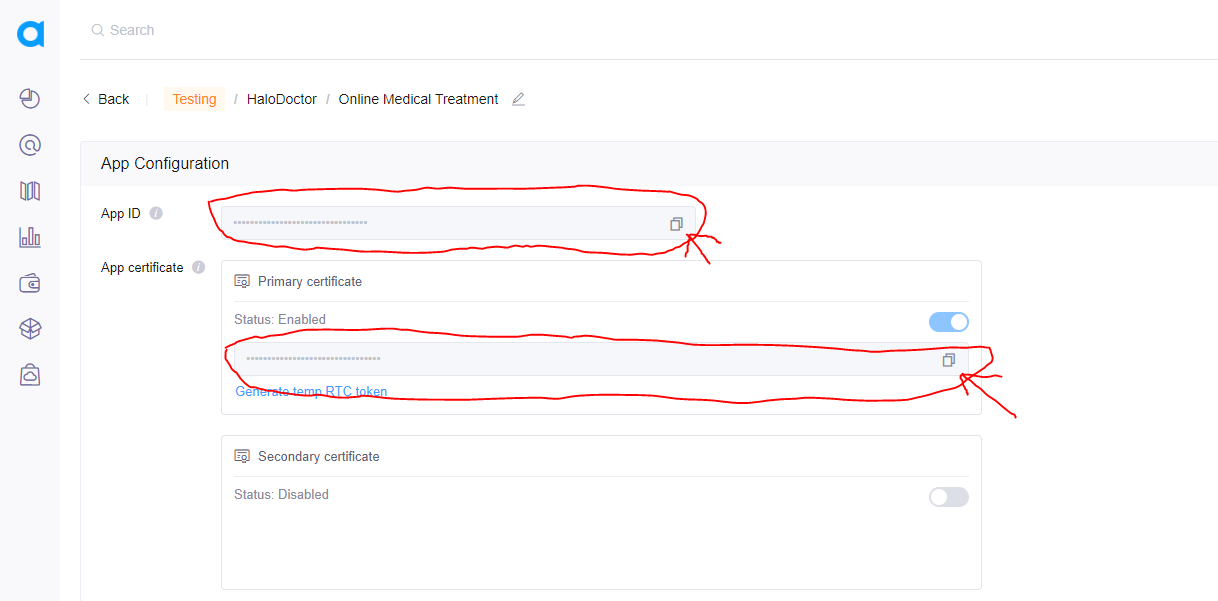 Search
Back | Testing / HaloDoctor / Online Medical Treatment
App Configuration
App ID i
••••••••••••••••••••••••••••••••
App certificate i
Primary certificate
Status: Enabled
••••••••••••••••••••••••••••••••
Generate temp RTC token
Secondary certificate
Status: Disabled